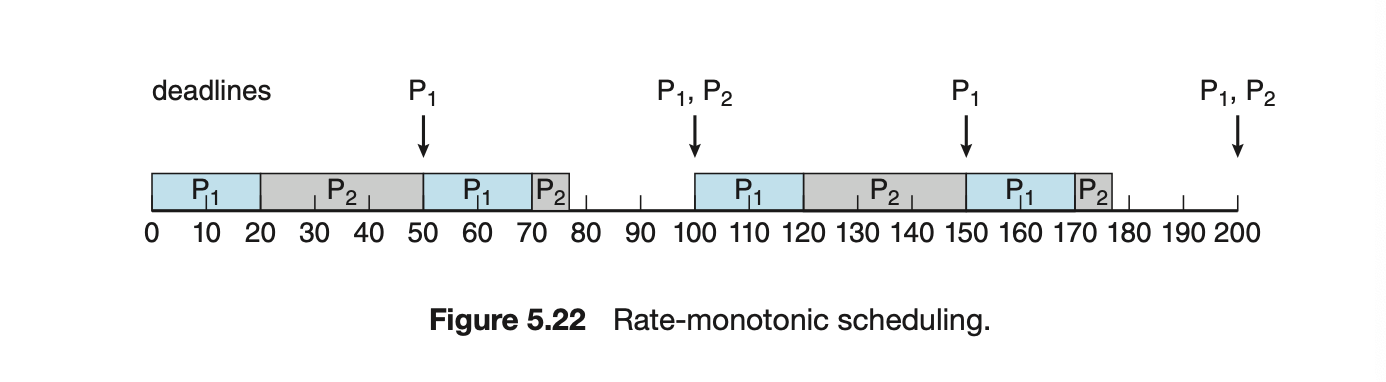 deadlines P₁ P₁, P₂ P₁ P₁, P₂
P₁ P₂ P₁ P₂ P₁ P₂ P₁ P₂
0 10 20 30 40 50 60 70 80 90 100 110 120 130 140 150 160 170 180 190 200
Figure 5.22 Rate-monotonic scheduling.